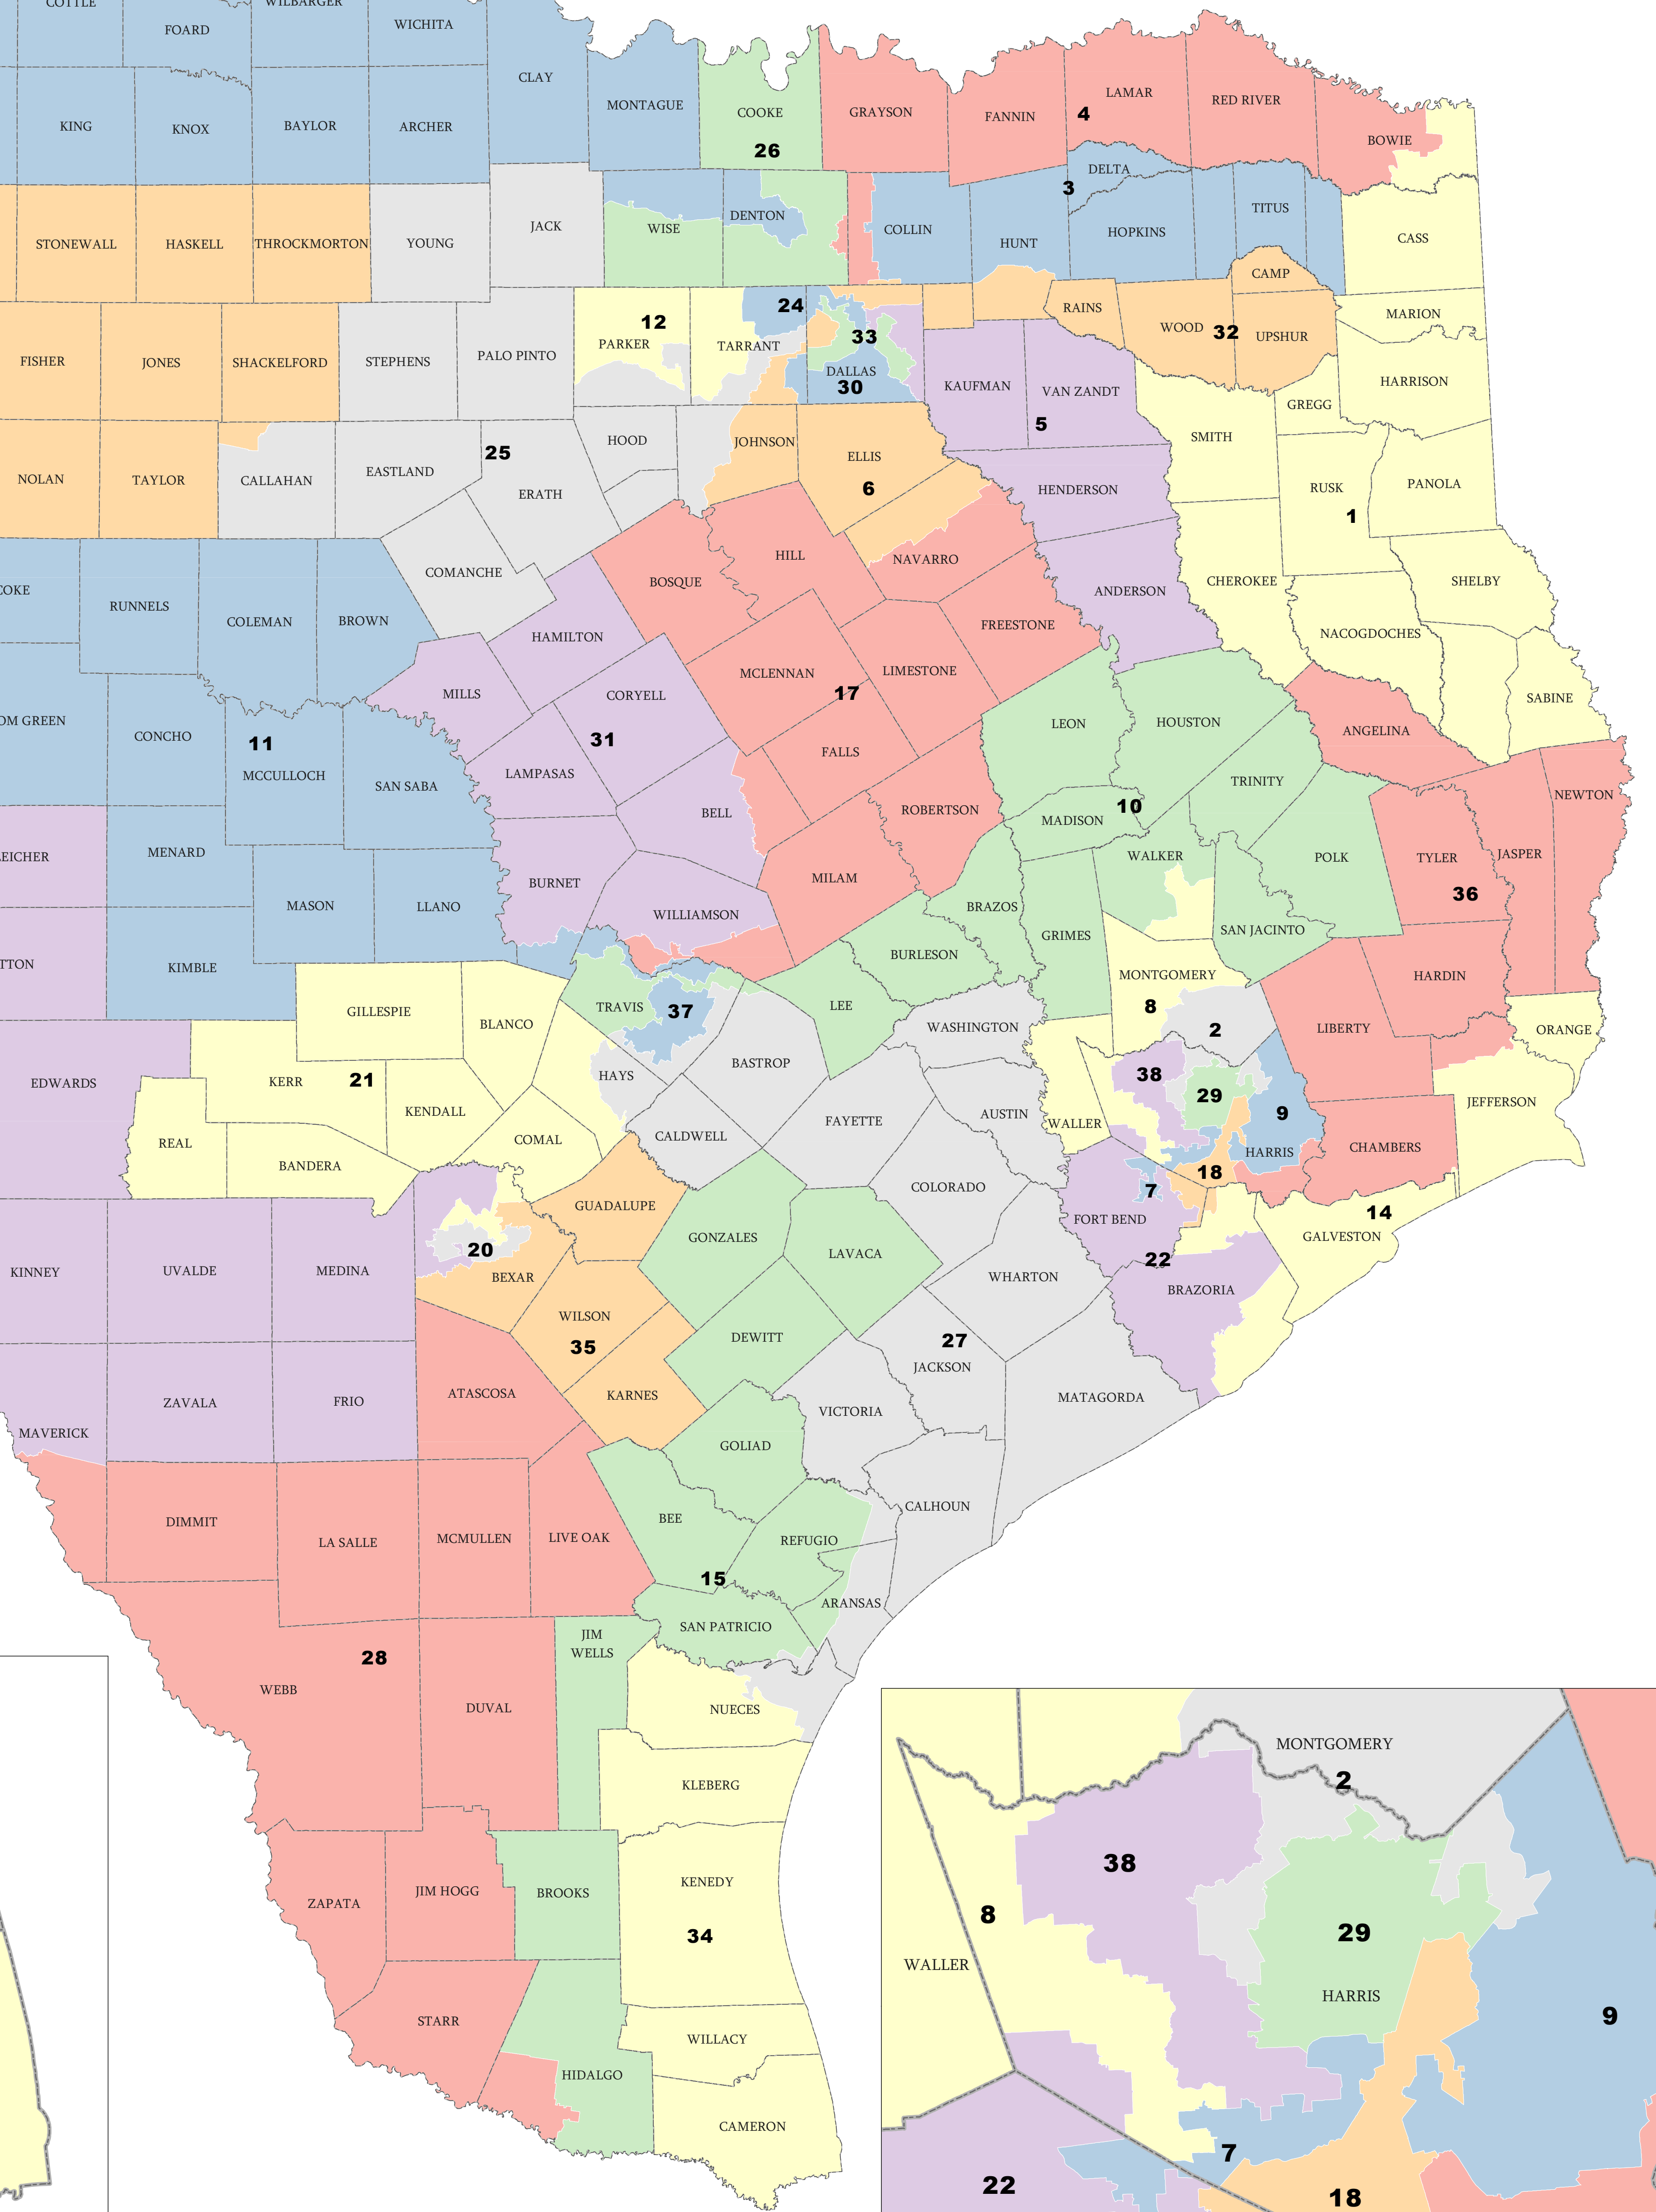 COTTLE
FOARD
WILBARGER
WICHITA
CLAY
MONTAGUE
COOKE
26
GRAYSON
FANNIN
4
LAMAR
RED RIVER
BOWIE
KING
KNOX
BAYLOR
ARCHER
DELTA
3
STONEWALL
HASKELL
THROCKMORTON
YOUNG
JACK
WISE
DENTON
COLLIN
HUNT
HOPKINS
TITUS
CASS
CAMP
MARION
FISHER
JONES
SHACKELFORD
STEPHENS
PALO PINTO
12
PARKER
TARRANT
24
33
DALLAS
30
RAINS
WOOD
32
UPSHUR
HARRISON
KAUFMAN
VAN ZANDT
5
GREGG
SMITH
NOLAN
TAYLOR
CALLAHAN
EASTLAND
25
ERATH
HOOD
JOHNSON
ELLIS
6
HENDERSON
RUSK
1
PANOLA
COKE
RUNNELS
COLEMAN
BROWN
COMANCHE
BOSQUE
HILL
NAVARRO
ANDERSON
CHEROKEE
SHELBY
HAMILTON
FREESTONE
NACOGDOCHES
MILLS
CORYELL
MCLENNAN
17
LIMESTONE
SABINE
OM GREEN
CONCHO
11
MCCULLOCH
SAN SABA
LAMPASAS
31
FALLS
LEON
HOUSTON
ANGELINA
TRINITY
NEWTON
EICHER
MENARD
BELL
ROBERTSON
MADISON
10
WALKER
POLK
TYLER
JASPER
36
MASON
LLANO
BURNET
MILAM
WILLIAMSON
BRAZOS
GRIMES
SAN JACINTO
TTON
KIMBLE
BURLESON
MONTGOMERY
8
HARDIN
GILLESPIE
BLANCO
TRAVIS
37
LEE
WASHINGTON
2
LIBERTY
ORANGE
EDWARDS
KERR
21
KENDALL
HAYS
BASTROP
38
29
9
JEFFERSON
REAL
BANDERA
COMAL
CALDWELL
FAYETTE
AUSTIN
WALLER
HARRIS
CHAMBERS
18
7
COLORADO
FORT BEND
14
GALVESTON
GUADALUPE
20
BEXAR
GONZALES
LAVACA
22
BRAZORIA
KINNEY
UVALDE
MEDINA
WHARTON
WILSON
35
DEWITT
27
JACKSON
MATAGORDA
ZAVALA
FRIO
ATASCOSA
KARNES
VICTORIA
MAVERICK
GOLIAD
DIMMIT
LA SALLE
MCMULLEN
LIVE OAK
BEE
REFUGIO
CALHOUN
15
ARANSAS
SAN PATRICIO
JIM
WELLS
28
WEBB
DUVAL
NUECES
KLEBERG
ZAPATA
JIM HOGG
BROOKS
KENEDY
34
STARR
WILLACY
HIDALGO
CAMERON
MONTGOMERY
2
38
8
29
WALLER
HARRIS
9
7
22
18